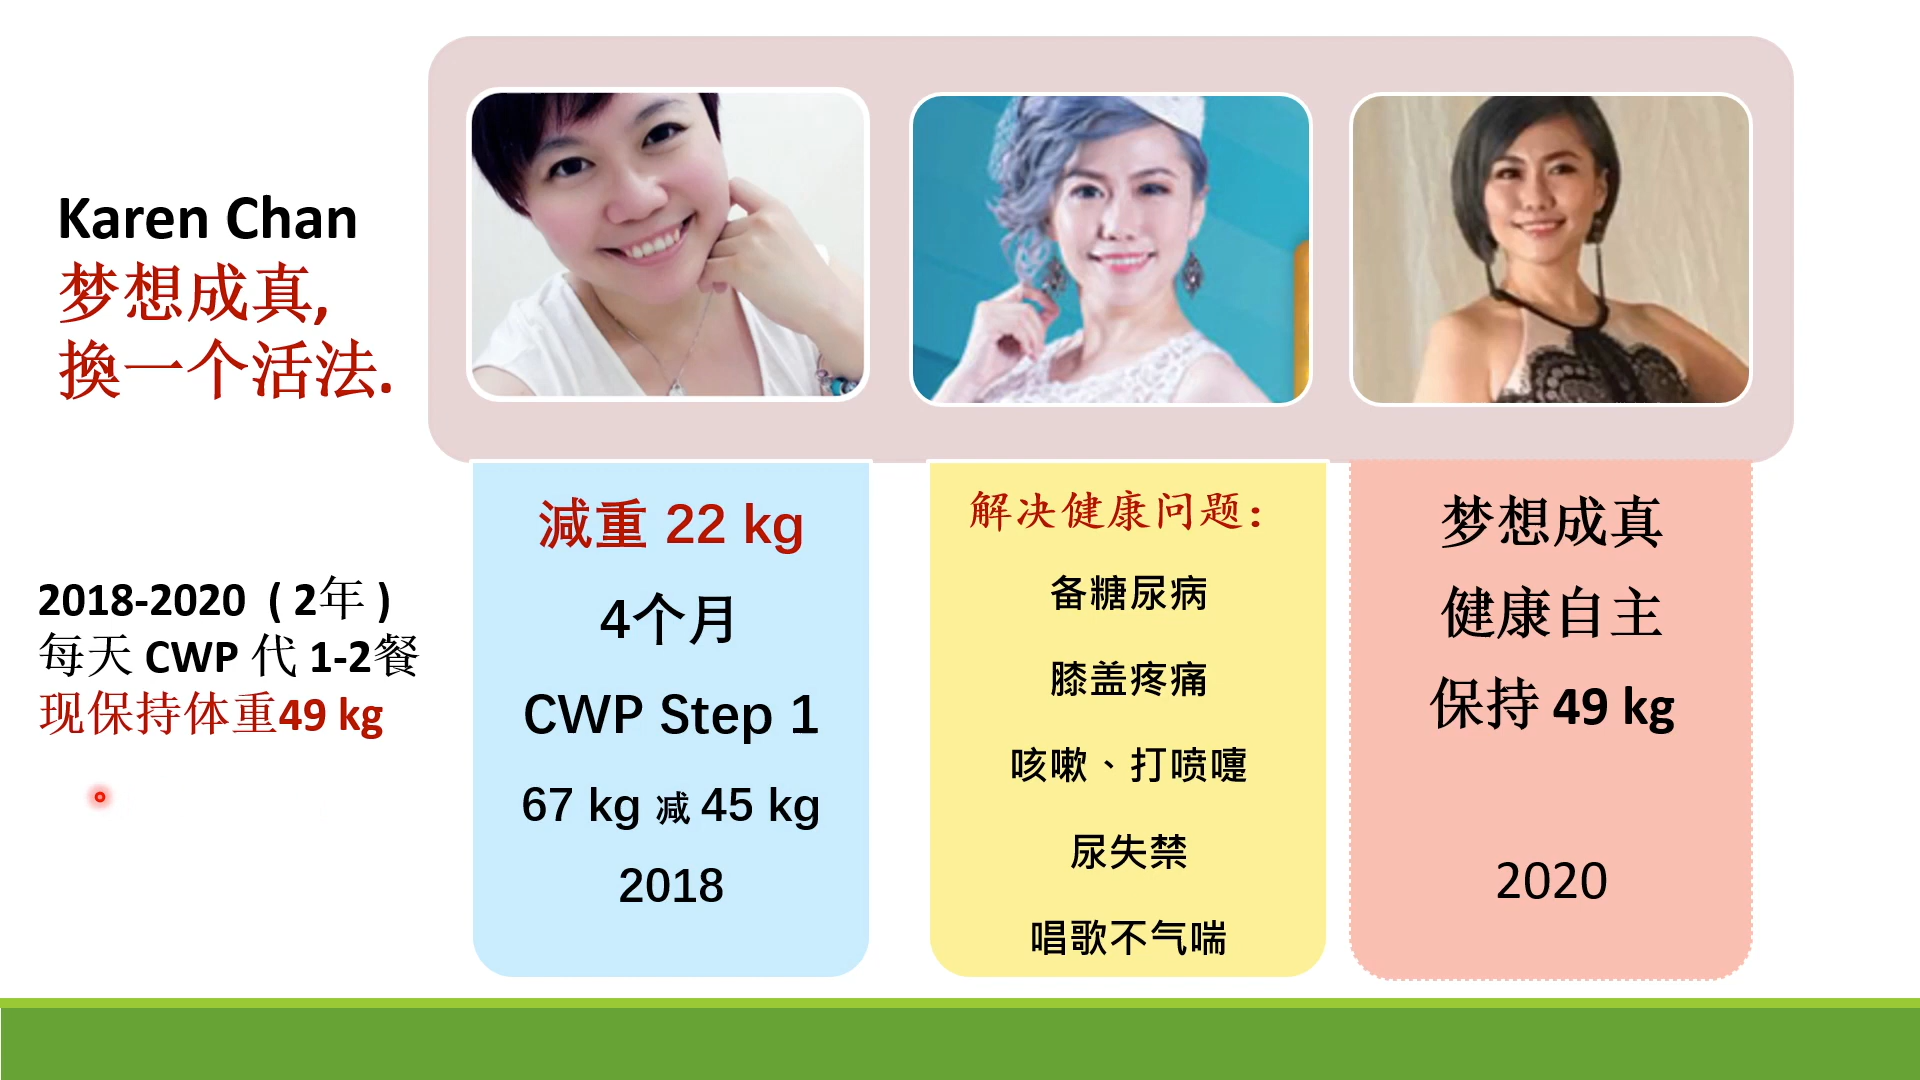 Karen Chan
梦想成真,
換一个活法.
2018-2020 ( 2年 )
每天 CWP 代 1-2餐
现保持体重49 kg
減重 22 kg
4个月
CWP Step 1
67 kg 减 45 kg
2018
解决健康问题:
备糖尿病
膝盖疼痛
咳嗽、打喷嚏
尿失禁
唱歌不气喘
梦想成真
健康自主
保持 49 kg
2020